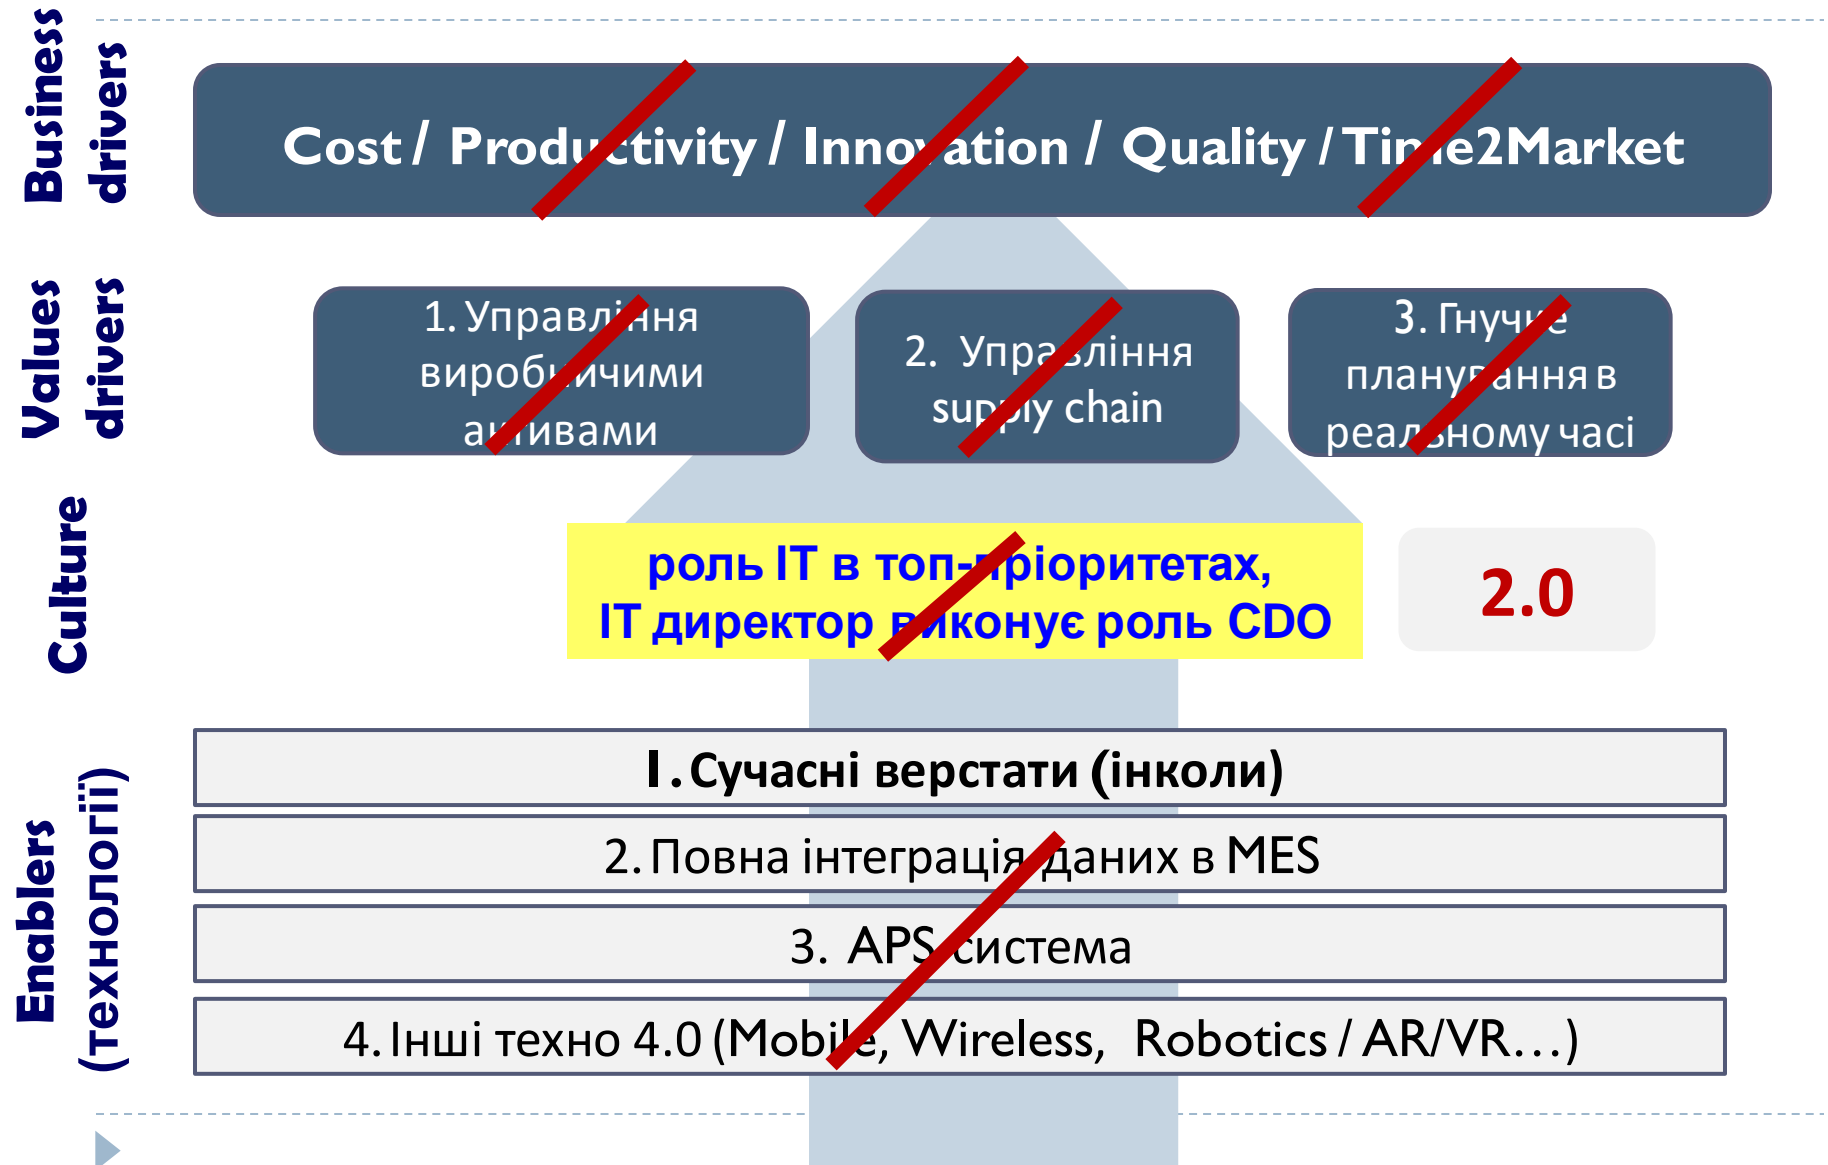 Business
drivers
Cost / Productivity / Innovation / Quality / Time2Market
Values
drivers
1. Управління
виробничими
активами
2. Управління
supply chain
3. Гнучке
планування в
реальному часі
Culture
роль ІТ в топ-пріоритетах,
ІТ директор виконує роль CDO
2.0
Enablers
(технології)
1. Сучасні верстати (інколи)
2. Повна інтеграція даних в MES
3. APS система
4. Інші техно 4.0 (Mobile, Wireless, Robotics / AR/VR…)